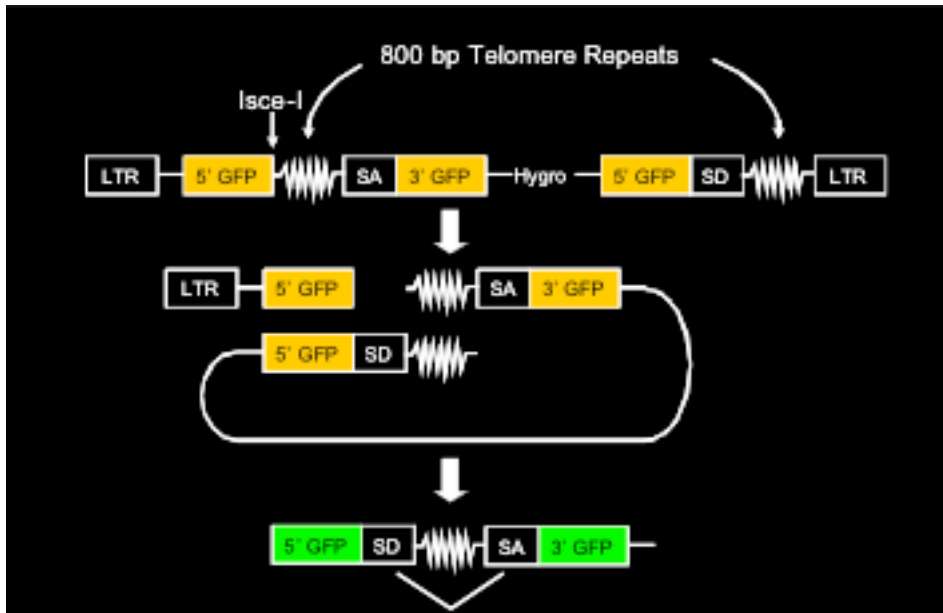 800 bp Telomere Repeats
Isce-I
LTR 5' GFP SA 3' GFP Hygro 5' GFP SD LTR
LTR 5' GFP SA 3' GFP
5' GFP SD
5' GFP SD SA 3' GFP